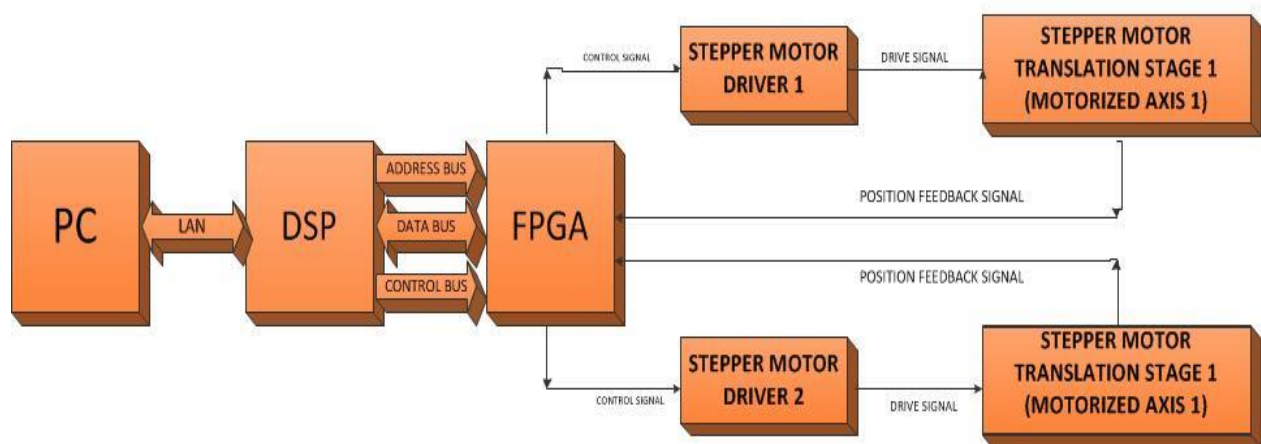 PC
LAN
DSP
ADDRESS BUS
DATA BUS
CONTROL BUS
FPGA
CONTROL SIGNAL
STEPPER MOTOR
DRIVER 1
DRIVE SIGNAL
STEPPER MOTOR
TRANSLATION STAGE 1
(MOTORIZED AXIS 1)
POSITION FEEDBACK SIGNAL
POSITION FEEDBACK SIGNAL
CONTROL SIGNAL
STEPPER MOTOR
DRIVER 2
DRIVE SIGNAL
STEPPER MOTOR
TRANSLATION STAGE 1
(MOTORIZED AXIS 1)